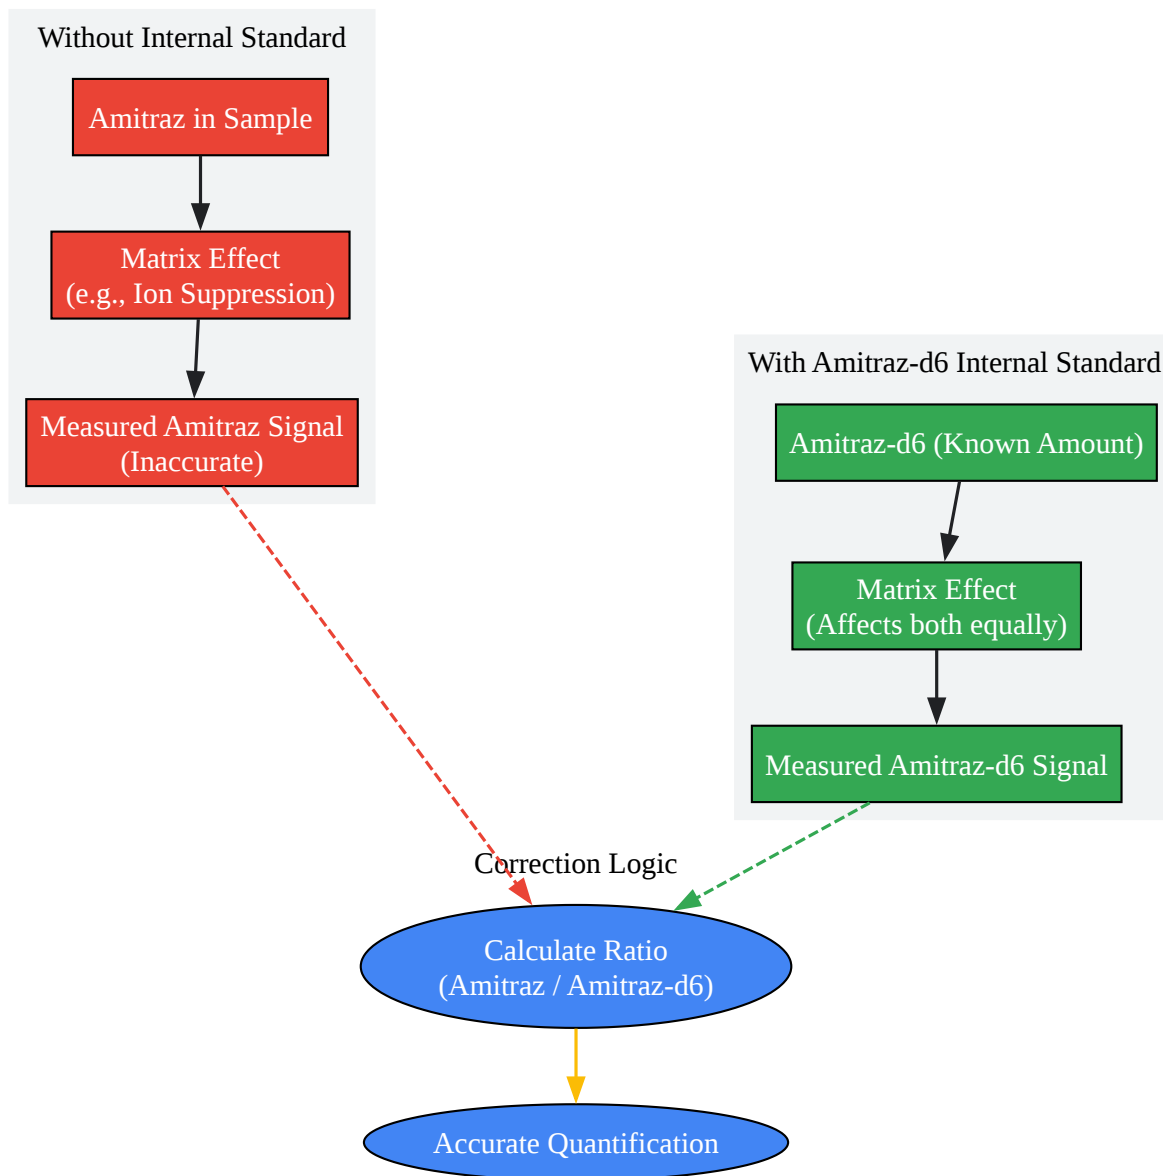 Without Internal Standard
Amitraz in Sample
Matrix Effect
(e.g., Ion Suppression)
Measured Amitraz Signal
(Inaccurate)
With Amitraz-d6 Internal Standard
Amitraz-d6 (Known Amount)
Matrix Effect
(Affects both equally)
Measured Amitraz-d6 Signal
Correction Logic
Calculate Ratio
(Amitraz / Amitraz-d6)
Accurate Quantification